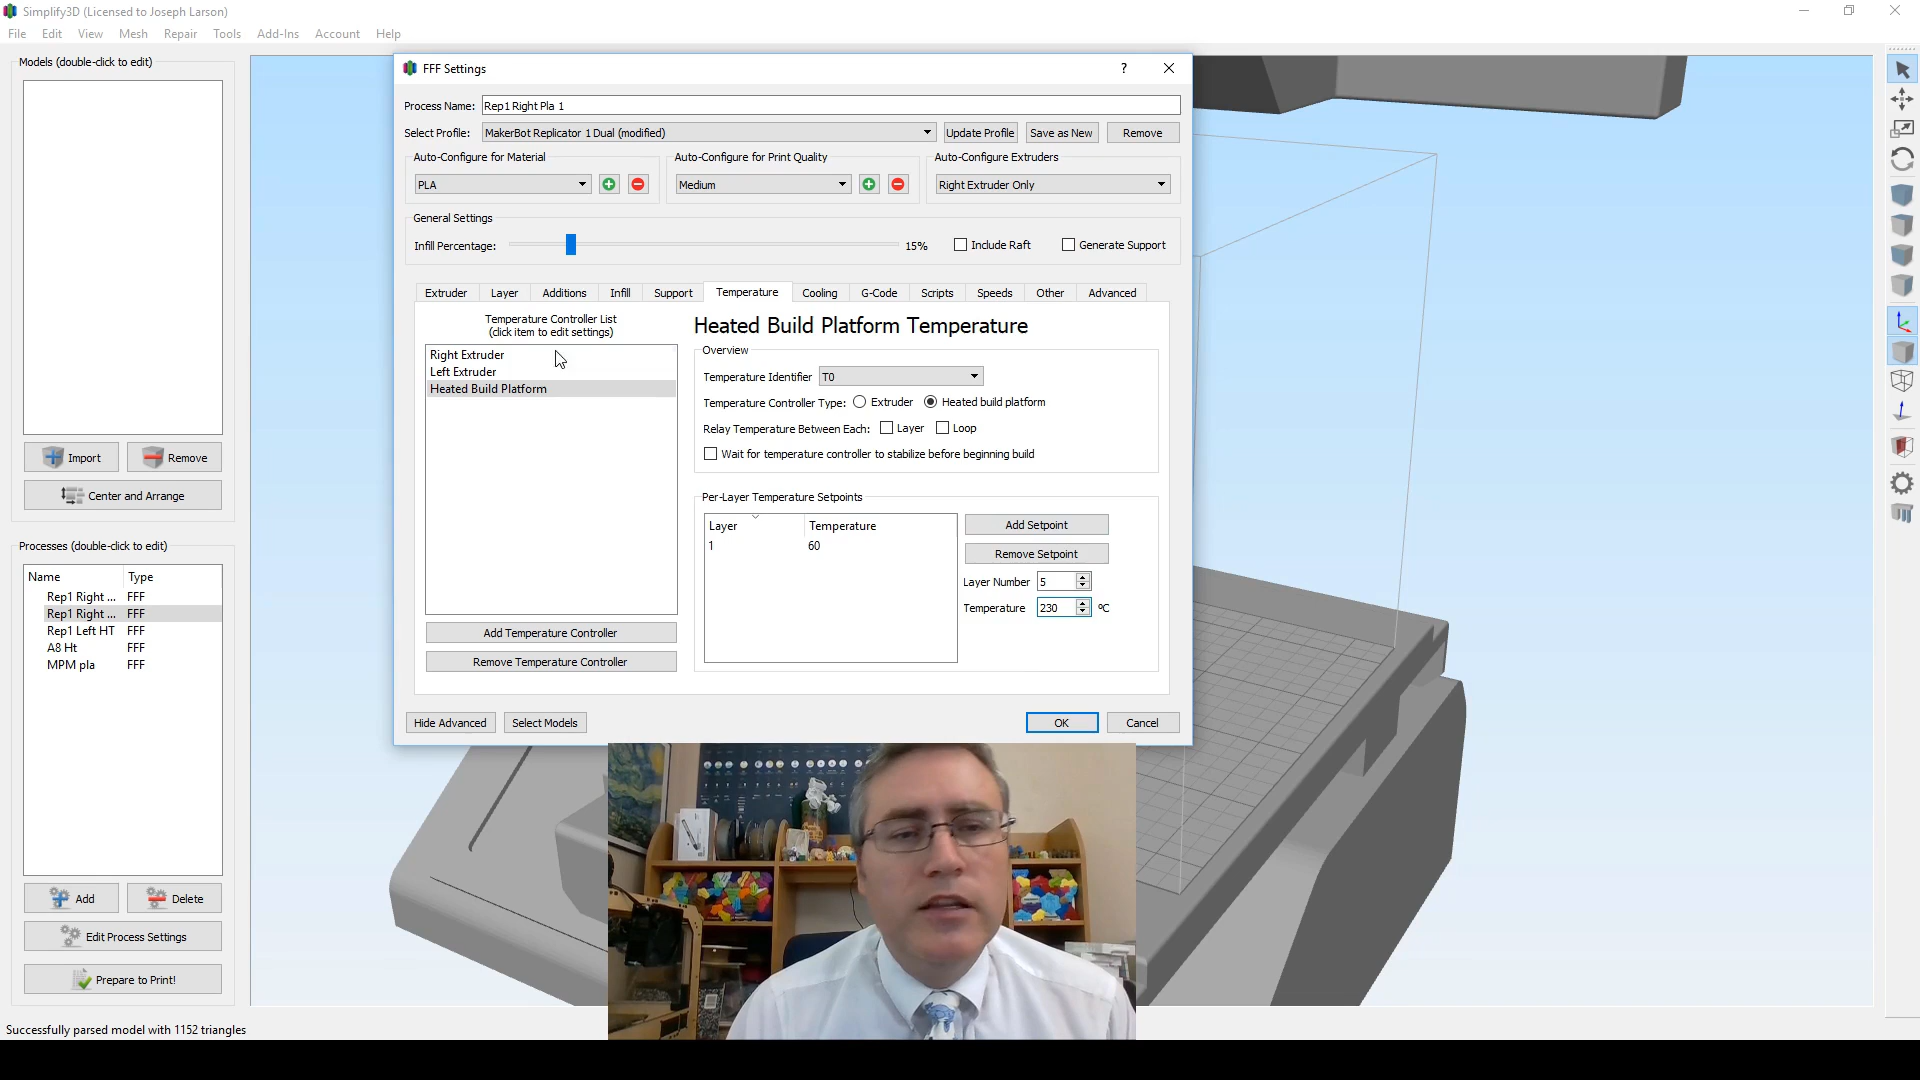 Simplify3D (Licensed to Joseph Larson)
File Edit View Mesh Repair Tools Add-Ins Account Help
Models (double-click to edit)
Import Remove
Center and Arrange
Processes (double-click to edit)
Name Type
Rep1 Right ... FFF
Rep1 Right ... FFF
Rep1 Left HT FFF
A8 Ht FFF
MPM pla FFF
Add Delete
Edit Process Settings
Prepare to Print!
Successfully parsed model with 1152 triangles
FFF Settings ?
Process Name: Rep1 Right Pla 1
Select Profile: MakerBot Replicator 1 Dual (modified) Update Profile Save as New Remove
Auto-Configure for Material Auto-Configure for Print Quality Auto-Configure Extruders
PLA Medium Right Extruder Only
General Settings
Infill Percentage: 15% Include Raft Generate Support
Extruder Layer Additions Infill Support Temperature Cooling G-Code Scripts Speeds Other Advanced
Temperature Controller List
(click item to edit settings)
Right Extruder
Left Extruder
Heated Build Platform
Add Temperature Controller
Remove Temperature Controller
Heated Build Platform Temperature
Overview
Temperature Identifier T0
Temperature Controller Type: Extruder Heated build platform
Relay Temperature Between Each: Layer Loop
Wait for temperature controller to stabilize before beginning build
Per-Layer Temperature Setpoints
Layer Temperature
1 60
Add Setpoint
Remove Setpoint
Layer Number 5
Temperature 230 ºC
Hide Advanced Select Models OK Cancel